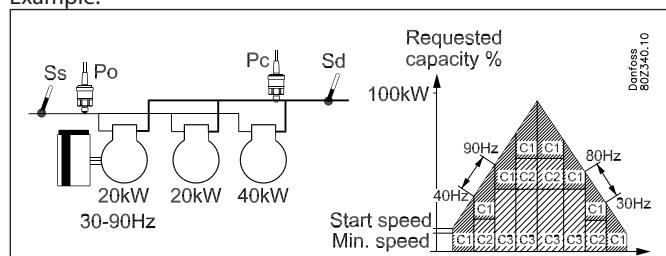 Example:
Ss
Po
Pc
Sd
20kW
20kW
40kW
30-90Hz
Requested
capacity %
100kW
90Hz
40Hz
80Hz
30Hz
Start speed
Min. speed
C1 C1
C1 C2 C2 C1
C1 C1
C1 C2 C3 C3 C3 C3 C2 C1
Danfoss
80Z340.10